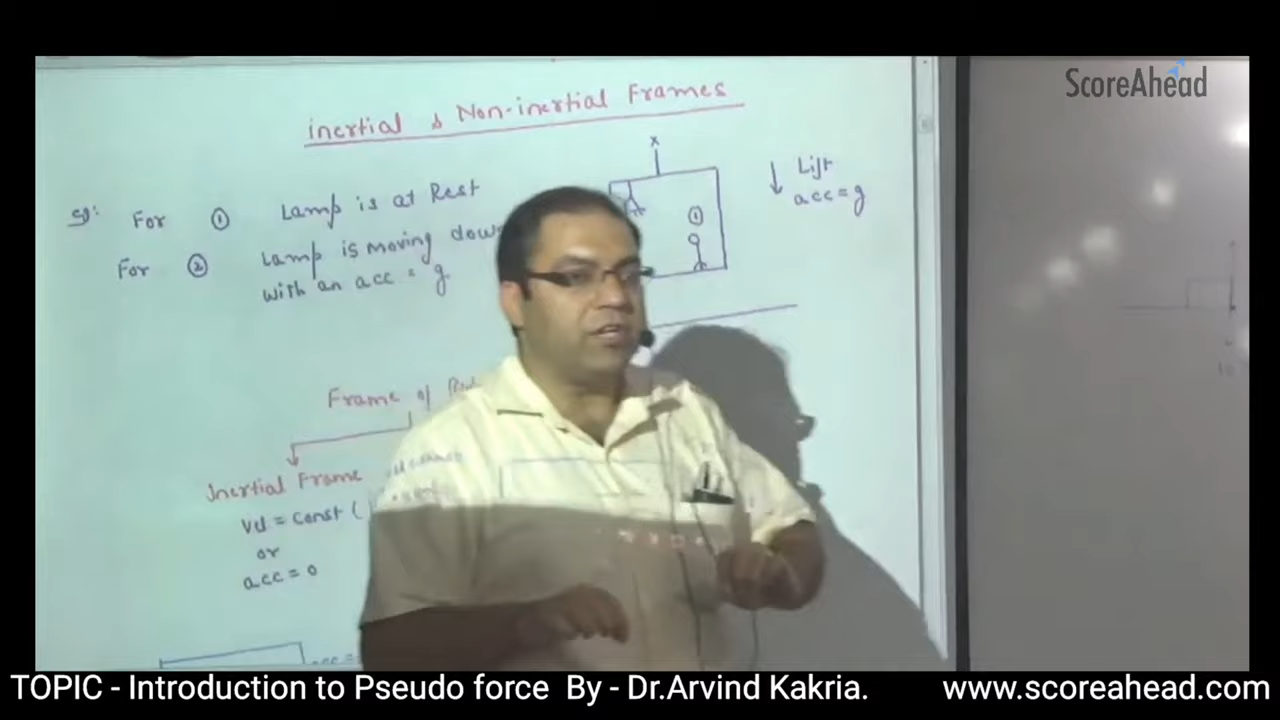 ScoreAhead
inertial & Non-inertial Frames
X
Eg: For ① Lamp is at Rest
↓ Lift
acc = g
①
For ② Lamp is moving down
with an acc = g.
Frame of
Inertial Frame
Vel = Const (
or
acc = 0
acc =
TOPIC - Introduction to Pseudo force By - Dr.Arvind Kakria.
www.scoreahead.com